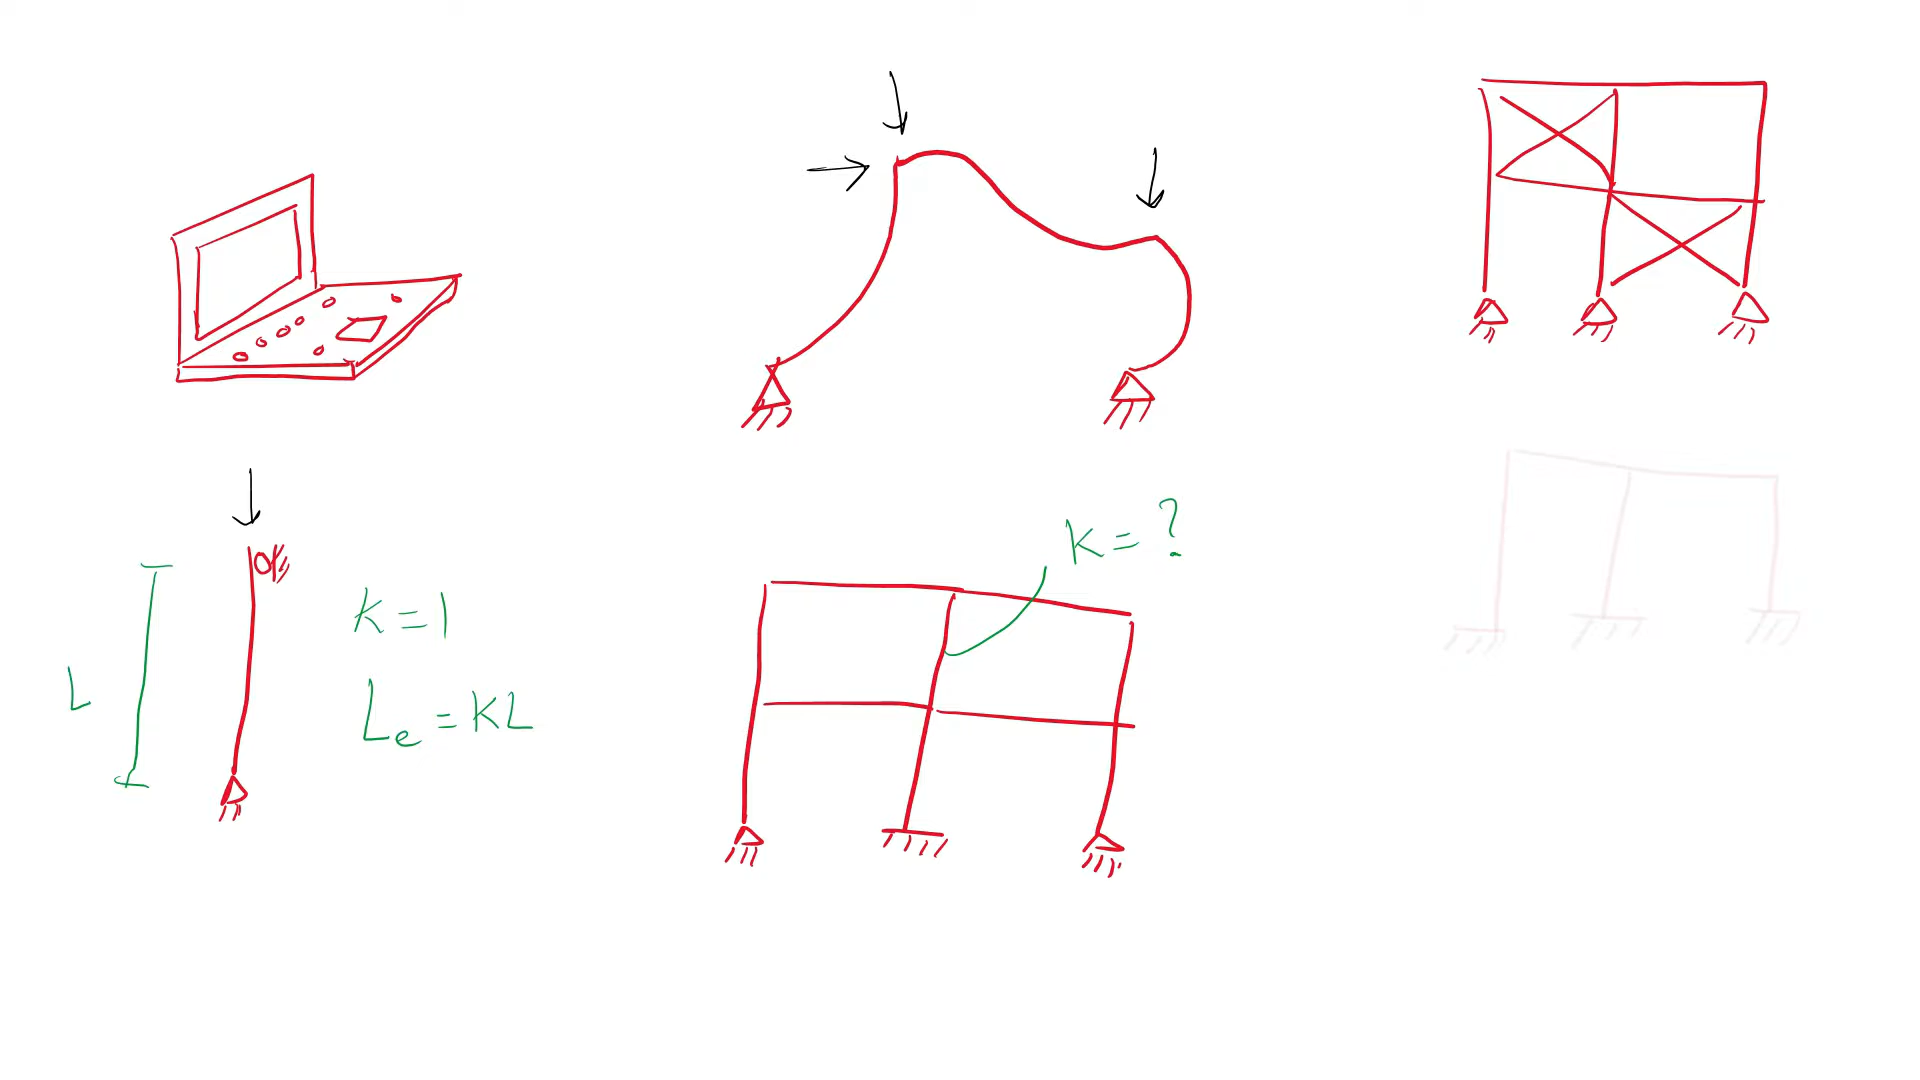 K = ?
K = 1
L
Le = KL